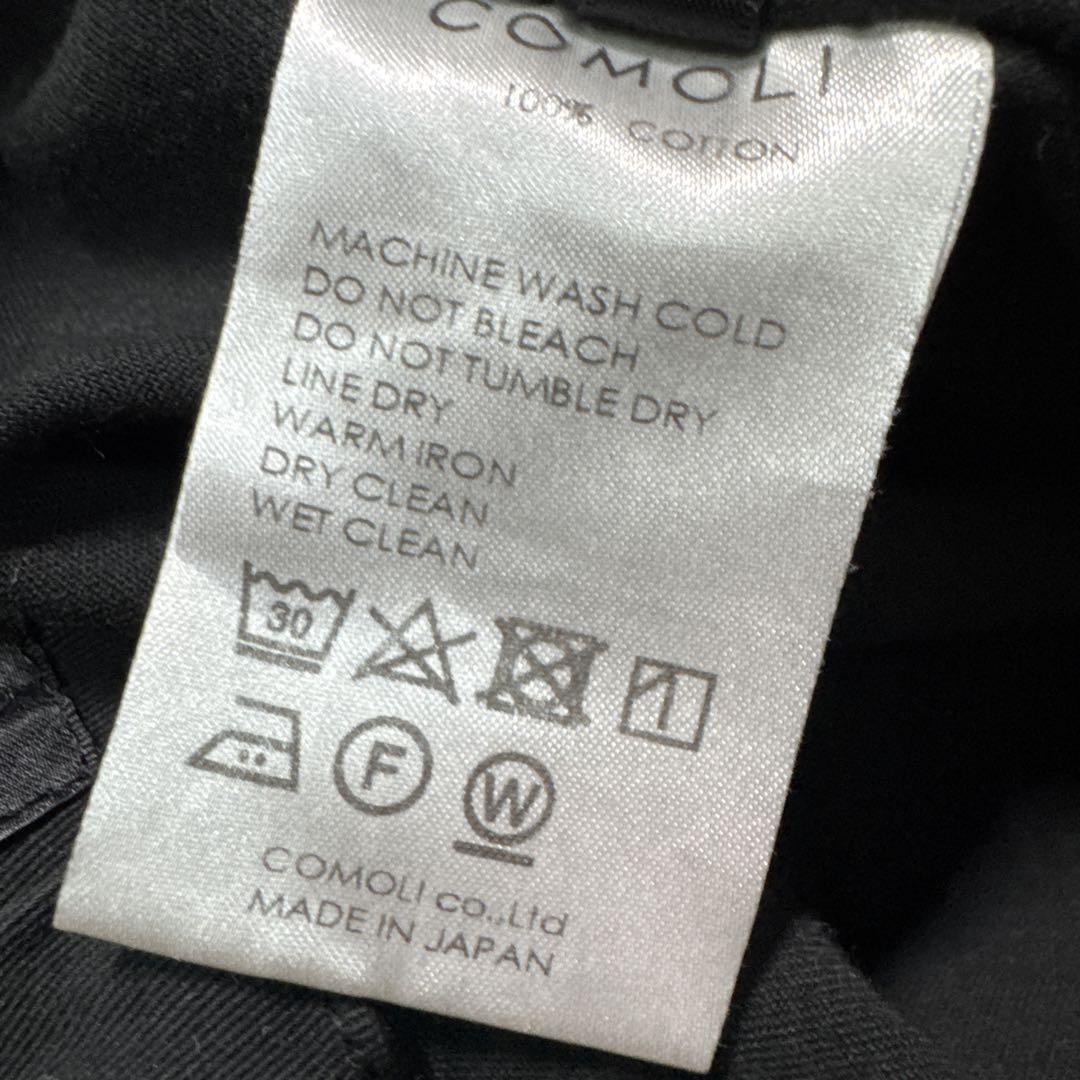 COMOLI
100% COTTON
MACHINE WASH COLD
DO NOT BLEACH
DO NOT TUMBLE DRY
LINE DRY
WARM IRON
DRY CLEAN
WET CLEAN
30
F W
COMOLI co.,Ltd
MADE IN JAPAN